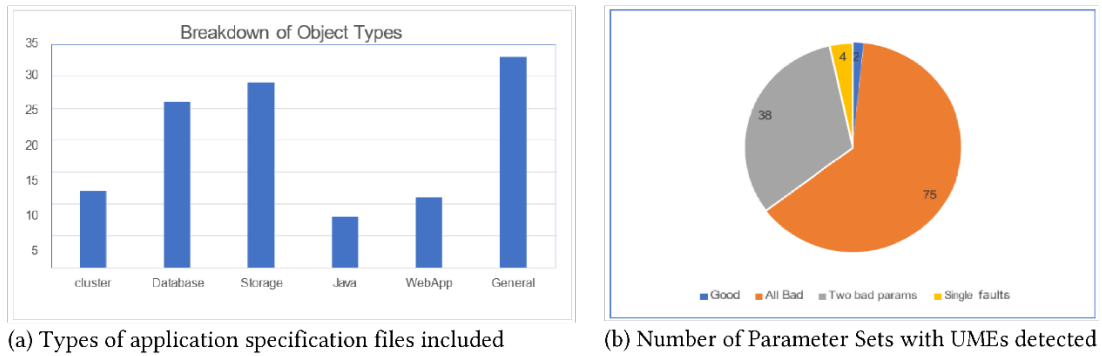 Breakdown of Object Types
35
30
25
20
15
10
5
cluster Database Storage Java WebApp General
(a) Types of application specification files included
4 2
38
75
Good All Bad Two bad params Single faults
(b) Number of Parameter Sets with UMEs detected